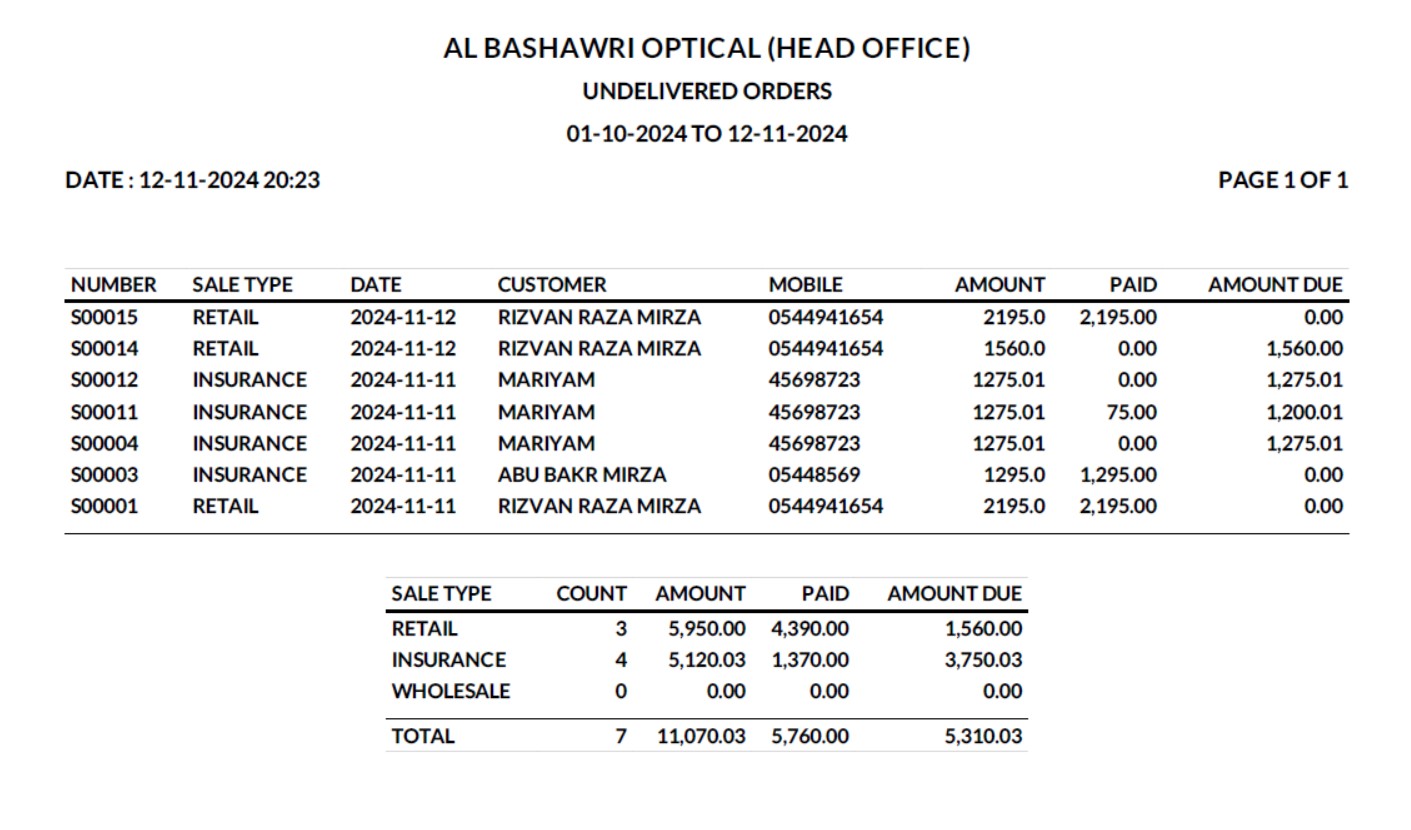 AL BASHAWRI OPTICAL (HEAD OFFICE)
UNDELIVERED ORDERS
01-10-2024 TO 12-11-2024
DATE : 12-11-2024 20:23 PAGE 1 OF 1
NUMBER SALE TYPE DATE CUSTOMER MOBILE AMOUNT PAID AMOUNT DUE
S00015 RETAIL 2024-11-12 RIZVAN RAZA MIRZA 0544941654 2195.0 2,195.00 0.00
S00014 RETAIL 2024-11-12 RIZVAN RAZA MIRZA 0544941654 1560.0 0.00 1,560.00
S00012 INSURANCE 2024-11-11 MARIYAM 45698723 1275.01 0.00 1,275.01
S00011 INSURANCE 2024-11-11 MARIYAM 45698723 1275.01 75.00 1,200.01
S00004 INSURANCE 2024-11-11 MARIYAM 45698723 1275.01 0.00 1,275.01
S00003 INSURANCE 2024-11-11 ABU BAKR MIRZA 05448569 1295.0 1,295.00 0.00
S00001 RETAIL 2024-11-11 RIZVAN RAZA MIRZA 0544941654 2195.0 2,195.00 0.00
SALE TYPE COUNT AMOUNT PAID AMOUNT DUE
RETAIL 3 5,950.00 4,390.00 1,560.00
INSURANCE 4 5,120.03 1,370.00 3,750.03
WHOLESALE 0 0.00 0.00 0.00
TOTAL 7 11,070.03 5,760.00 5,310.03